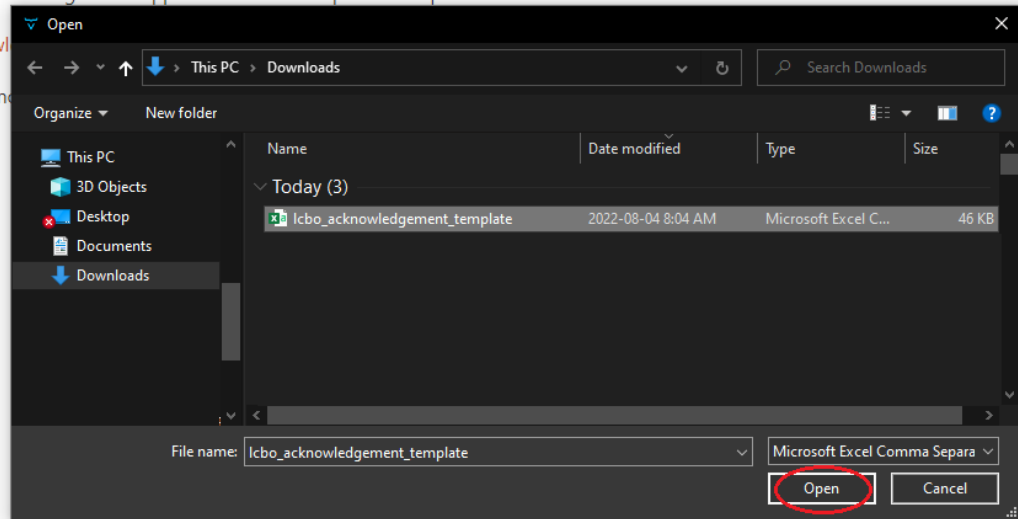 Open
This PC > Downloads
Search Downloads
Organize
New folder
?
This PC
3D Objects
Desktop
Documents
Downloads
Name Date modified Type Size
Today (3)
lcbo_acknowledgement_template 2022-08-04 8:04 AM Microsoft Excel C... 46 KB
File name: lcbo_acknowledgement_template Microsoft Excel Comma Separa
Open Cancel